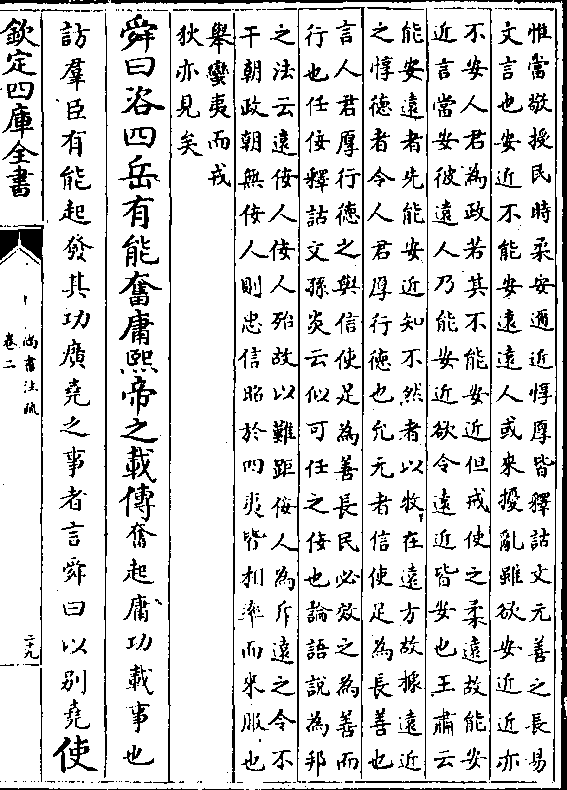 惟當敬授民時柔安邇近惇厚皆釋詁文元善之長易
文言也安近不能安遠遠人或來擾亂雖欲安近近亦
不安人君為政若其不能安近但戒使之柔遠故能安
近言當安彼遠人乃能安近欲令遠近皆安也王肅云
能安遠者先能安近知不然者以牧在遠方故據遠近
之惇德者令人君厚行德也允元者信使足為長善也
言人君厚行德之與信使足為善長民必效之為善而
行也任佞釋詁文孫炎云似可任之佞也論語說為邦
之法云遠佞人佞人殆故以難距佞人為斥遠之令不
干朝政朝無佞人則忠信昭於四夷皆相率而來服也
舉蠻夷而戎
狄亦見矣
舜曰咨四岳有能奮庸熙帝之載傳奮起庸功載事也
訪羣臣有能起發其功廣堯之事者言舜曰以別堯使
欽定四庫全書
尚書注疏
卷二
二九